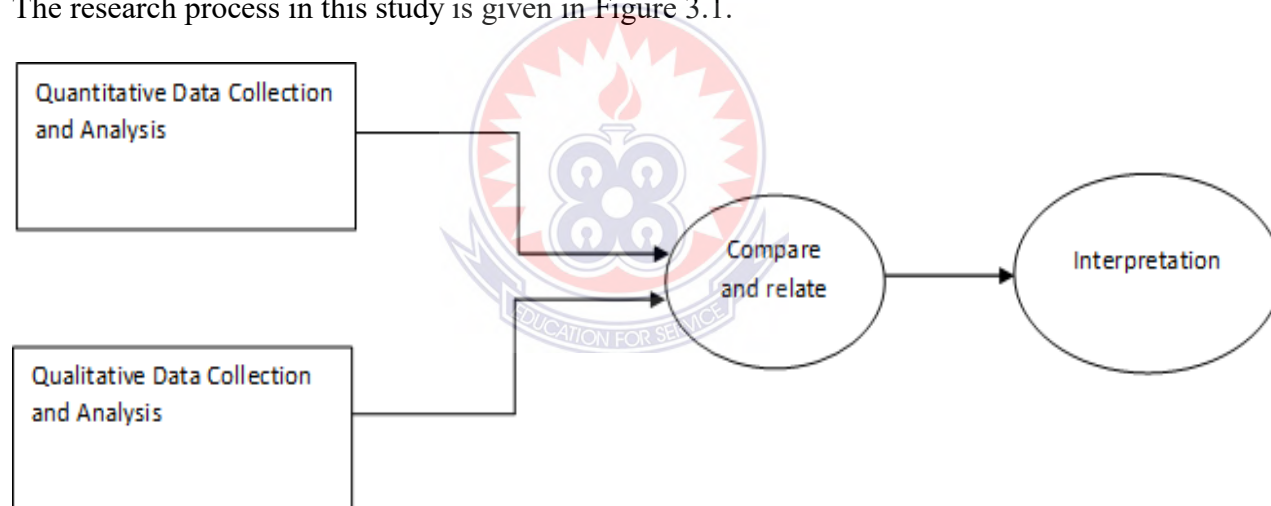 The research process in this study is given in Figure 3.1.
Quantitative Data Collection
and Analysis
Compare
and relate
Interpretation
EDUCATION FOR SERVICE
Qualitative Data Collection
and Analysis